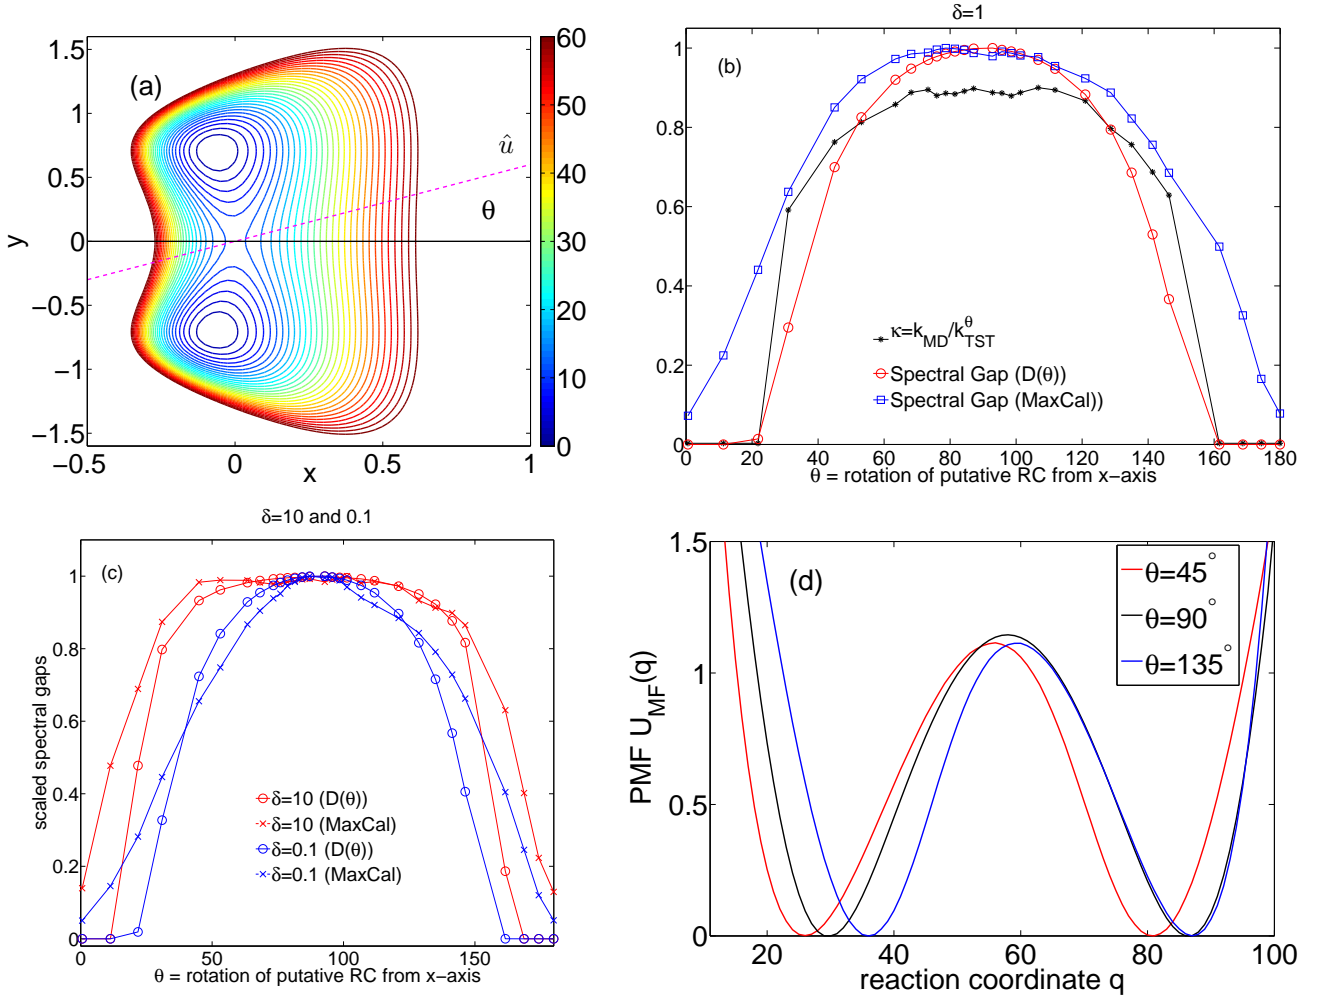 (a)
û
θ
y
x
1.5
1
0.5
0
−0.5
−1
−1.5
−0.5
0
0.5
1
60
50
40
30
20
10
0
δ=1
(b)
1
0.8
0.6
0.4
0.2
0
κ=k_MD/k^θ_TST
Spectral Gap (D(θ))
Spectral Gap (MaxCal))
0 20 40 60 80 100 120 140 160 180
θ = rotation of putative RC from x−axis
δ=10 and 0.1
(c)
scaled spectral gaps
1
0.8
0.6
0.4
0.2
0
δ=10 (D(θ))
δ=10 (MaxCal)
δ=0.1 (D(θ))
δ=0.1 (MaxCal)
0 50 100 150
θ = rotation of putative RC from x−axis
(d)
PMF U_MF(q)
1.5
1
0.5
0
θ=45°
θ=90°
θ=135°
20 40 60 80 100
reaction coordinate q